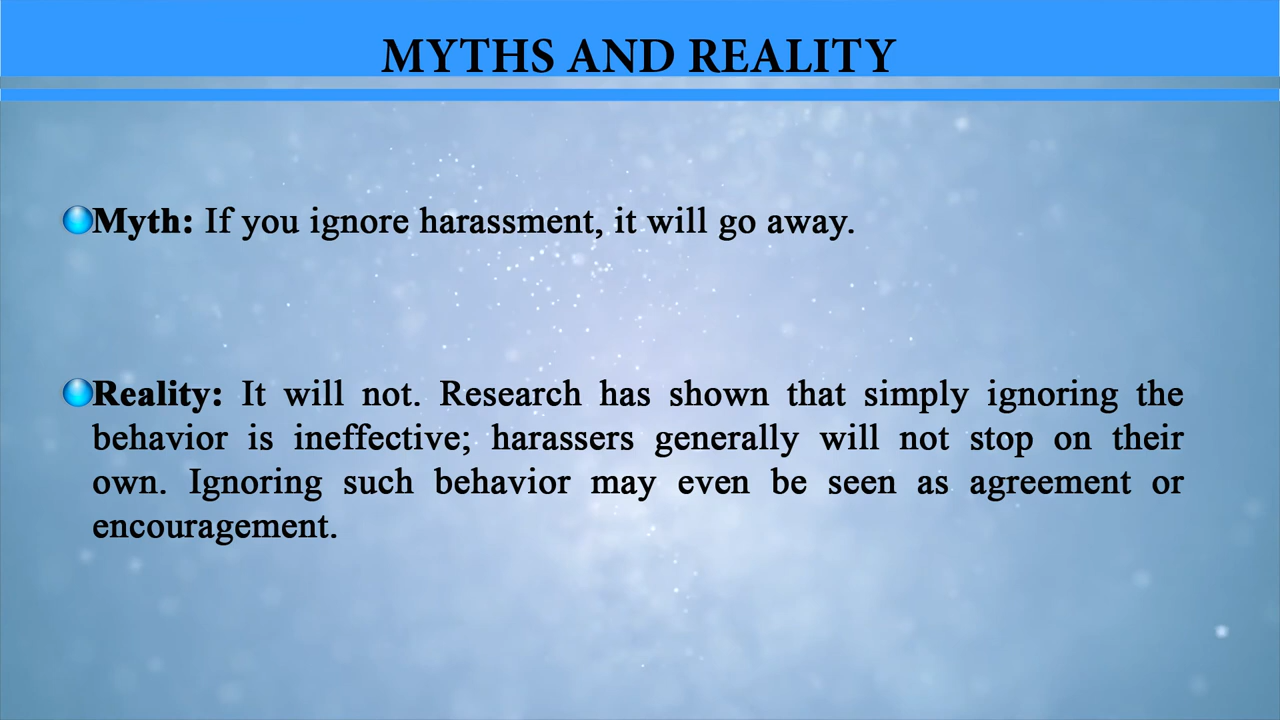 MYTHS AND REALITY
Myth: If you ignore harassment, it will go away.
Reality: It will not. Research has shown that simply ignoring the
behavior is ineffective; harassers generally will not stop on their
own. Ignoring such behavior may even be seen as agreement or
encouragement.